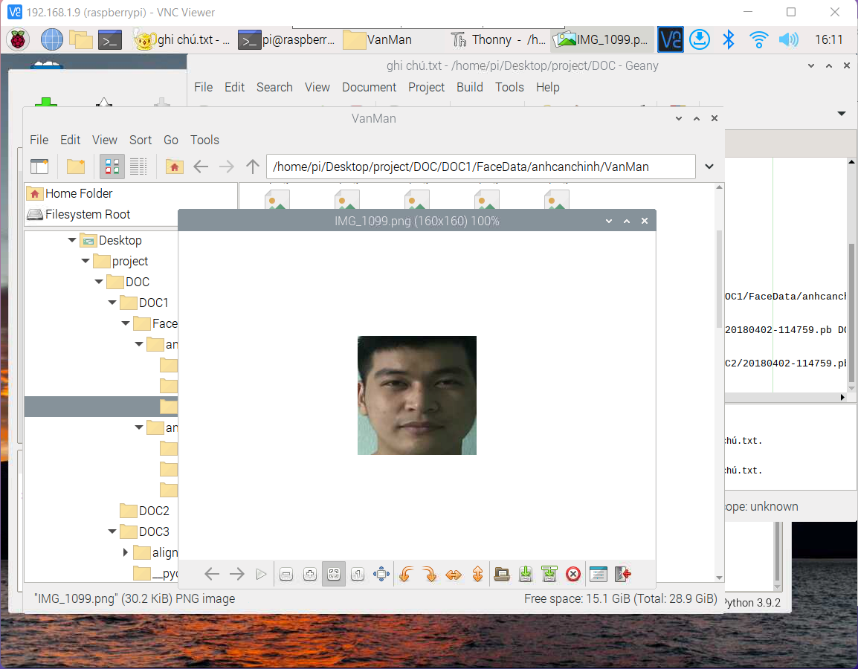 192.168.1.9 (raspberrypi) - VNC Viewer
ghi chú.txt - ... pi@raspberr... VanMan Thonny - /h... IMG_1099.p... 16:11
ghi chú.txt - /home/pi/Desktop/project/DOC - Geany
File Edit Search View Document Project Build Tools Help
VanMan
File Edit View Sort Go Tools
/home/pi/Desktop/project/DOC/DOC1/FaceData/anhcanchinh/VanMan
Home Folder
Filesystem Root
IMG_1099.png (160x160) 100%
Desktop
project
DOC
DOC1
Face
an
an
DOC2
DOC3
align
__pyc
OC1/FaceData/anhcanch
20180402-114759.pb DO
C2/20180402-114759.pb
chú.txt.
chú.txt.
ope: unknown
"IMG_1099.png" (30.2 KiB) PNG image
Free space: 15.1 GiB (Total: 28.9 GiB)
Python 3.9.2